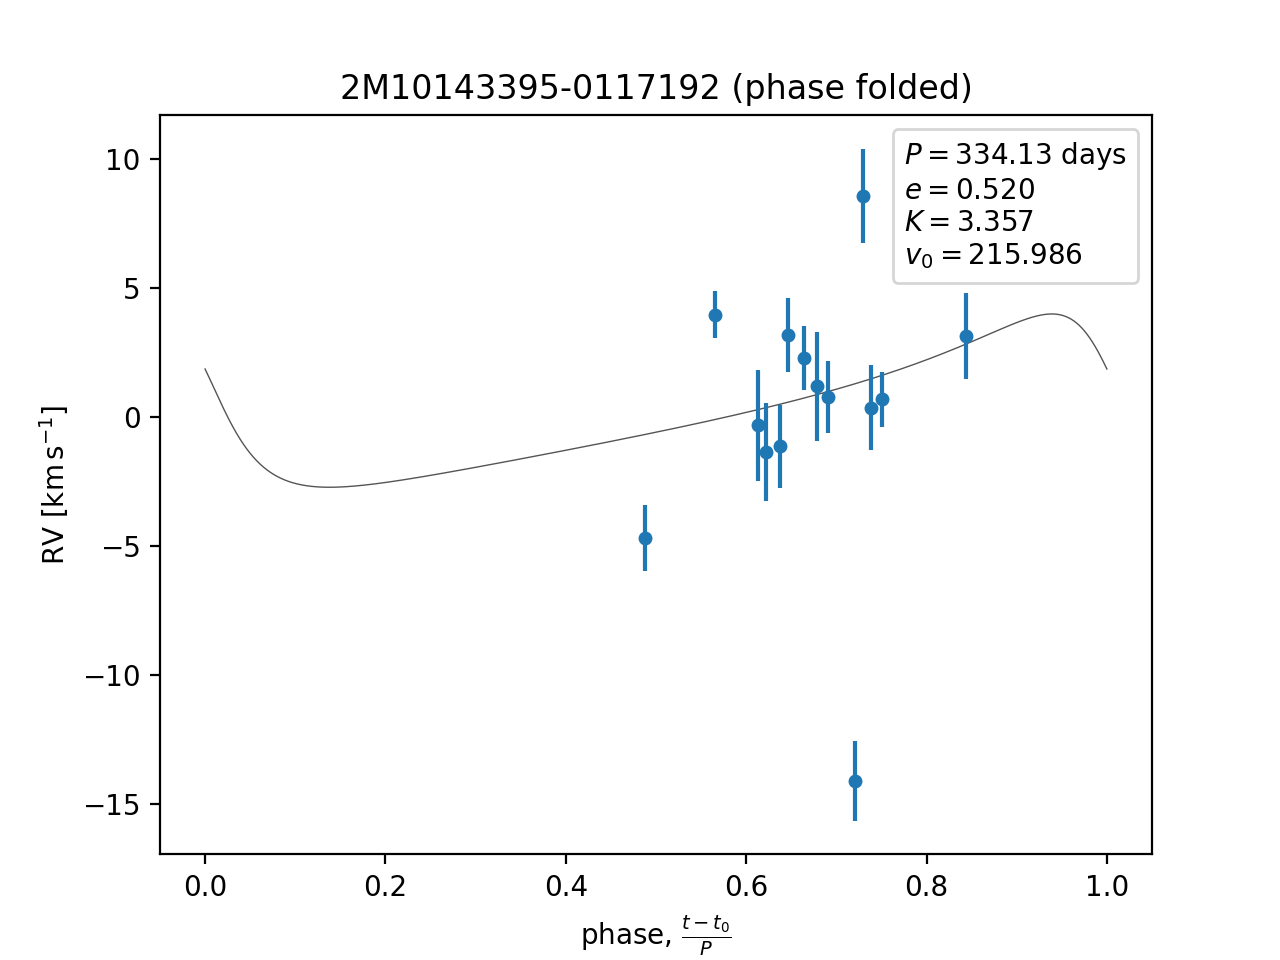 2M10143395-0117192 (phase folded)
P = 334.13 days
e = 0.520
K = 3.357
v₀ = 215.986
10
5
0
−5
−10
−15
RV [km s⁻¹]
0.0 0.2 0.4 0.6 0.8 1.0
phase, (t − t₀)/P